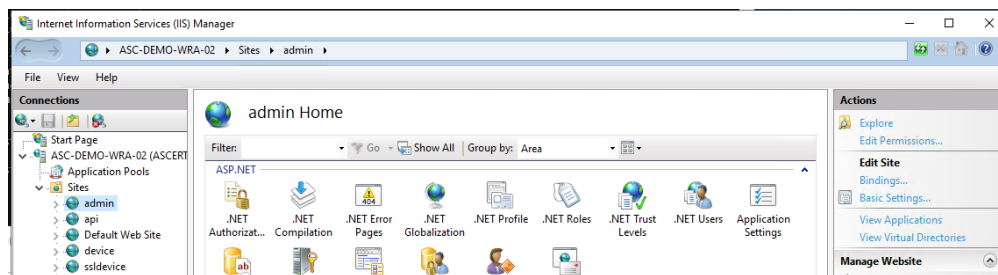 Internet Information Services (IIS) Manager
ASC-DEMO-WRA-02 Sites admin
File View Help
Connections
Start Page
ASC-DEMO-WRA-02 (ASCERT
Application Pools
Sites
admin
api
Default Web Site
device
ssldevice
admin Home
Filter: Go Show All Group by: Area
ASP.NET
.NET Authorizat...
.NET Compilation
.NET Error Pages
.NET Globalization
.NET Profile
.NET Roles
.NET Trust Levels
.NET Users
Application Settings
404
ab
Actions
Explore
Edit Permissions...
Edit Site
Bindings...
Basic Settings...
View Applications
View Virtual Directories
Manage Website